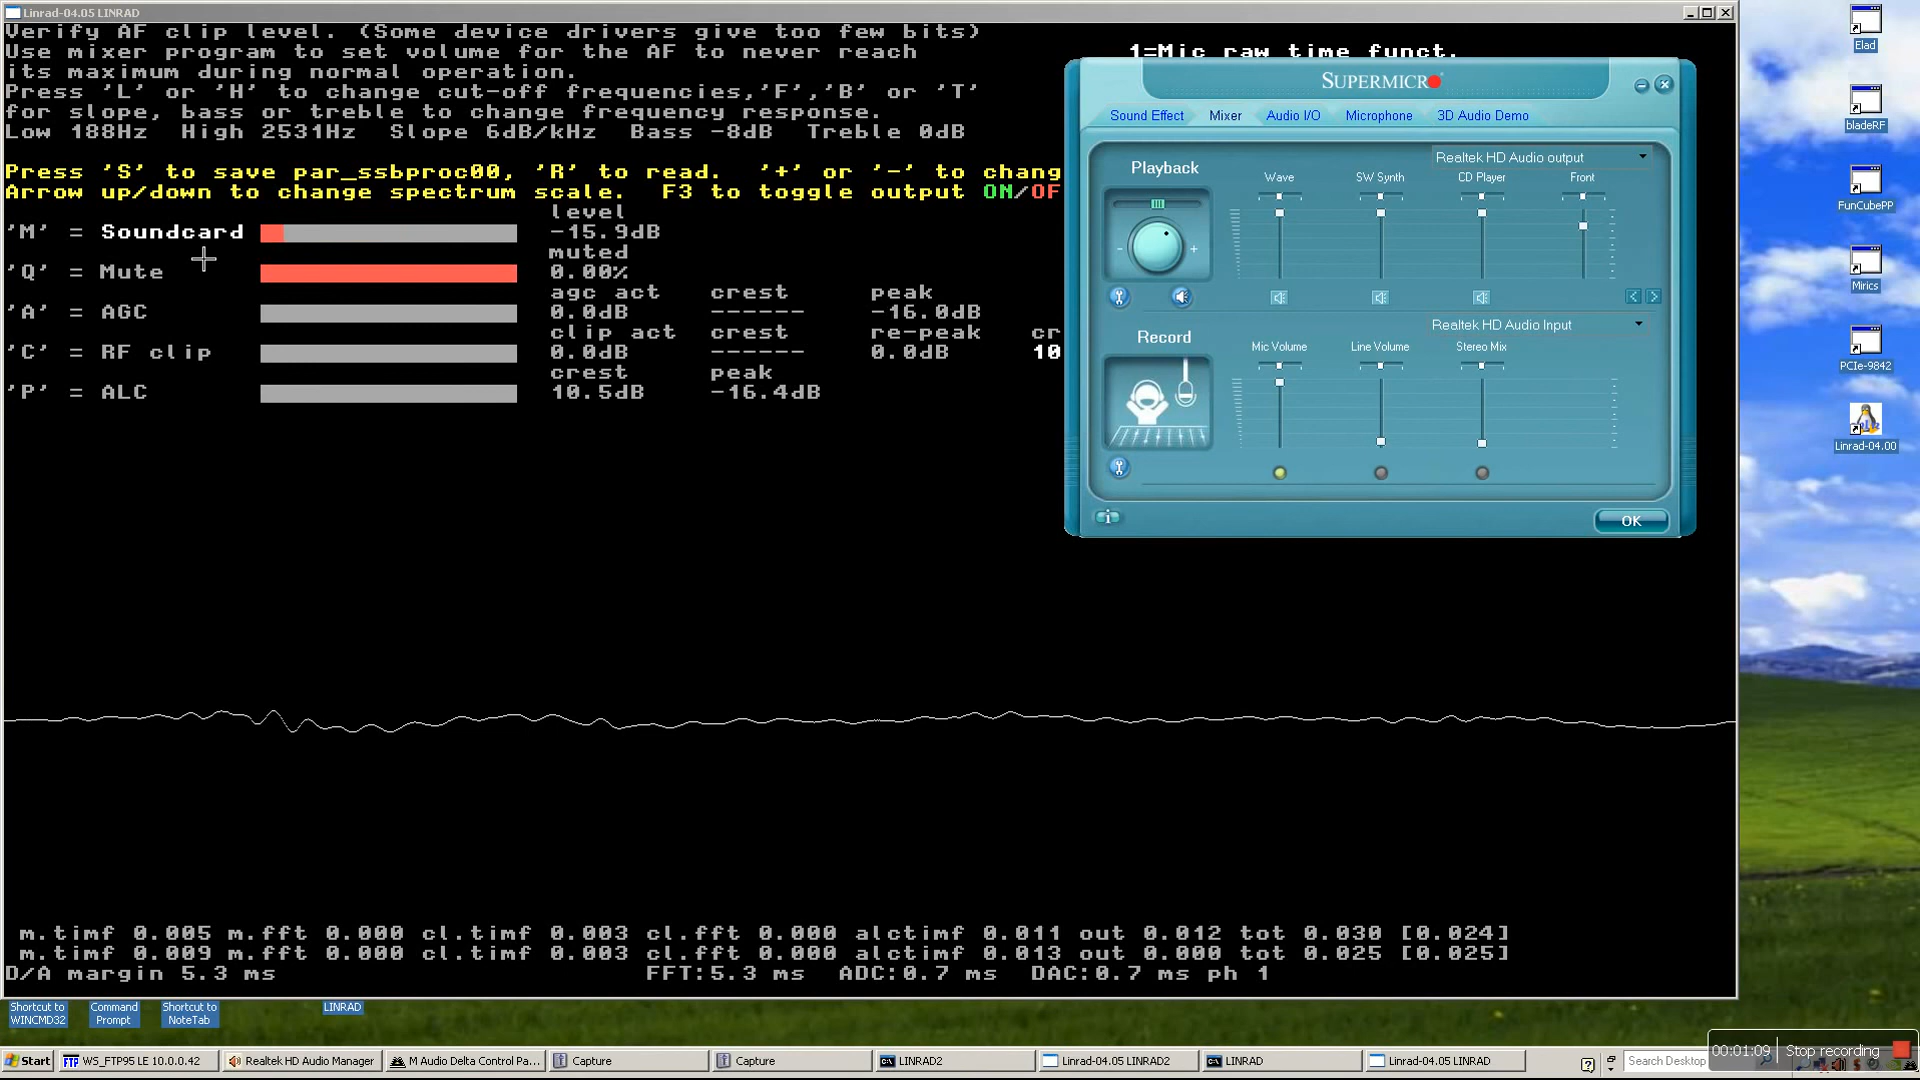 Linrad-04.05 LINRAD
Verify AF clip level. (Some device drivers give too few bits)
Use mixer program to set volume for the AF to never reach
its maximum during normal operation.
Press 'L' or 'H' to change cut-off frequencies,'F','B' or 'T'
for slope, bass or treble to change frequency response.
Low 188Hz High 2531Hz Slope 6dB/kHz Bass -8dB Treble 0dB
1=Mic raw time funct.
Press 'S' to save par_ssbproc00, 'R' to read. '+' or '-' to chang
Arrow up/down to change spectrum scale. F3 to toggle output ON/OF
level
'M' = Soundcard -15.9dB
muted
'Q' = Mute 0.00%
agc act crest peak
'A' = AGC 0.0dB ------ -16.0dB
clip act crest re-peak cr
'C' = RF clip 0.0dB ------ 0.0dB 10
crest peak
'P' = ALC 10.5dB -16.4dB
SUPERMICR
Sound Effect Mixer Audio I/O Microphone 3D Audio Demo
Playback
Realtek HD Audio output
Wave SW Synth CD Player Front
- +
Record
Realtek HD Audio Input
Mic Volume Line Volume Stereo Mix
i
OK
Elad
bladeRF
FunCubePP
Mirics
PCIe-9842
Linrad-04.00
m.timf 0.005 m.fft 0.000 cl.timf 0.003 cl.fft 0.000 alctimf 0.011 out 0.012 tot 0.030 [0.024]
m.timf 0.009 m.fft 0.000 cl.timf 0.003 cl.fft 0.000 alctimf 0.013 out 0.000 tot 0.025 [0.025]
D/A margin 5.3 ms FFT:5.3 ms ADC:0.7 ms DAC:0.7 ms ph 1
Shortcut to WINCMD32
Command Prompt
Shortcut to NoteTab
LINRAD
Start
FTP WS_FTP95 LE 10.0.0.42
Realtek HD Audio Manager
M Audio Delta Control Pa...
Capture
Capture
LINRAD2
Linrad-04.05 LINRAD2
LINRAD
Linrad-04.05 LINRAD
Search Desktop
00:01:09 Stop recording